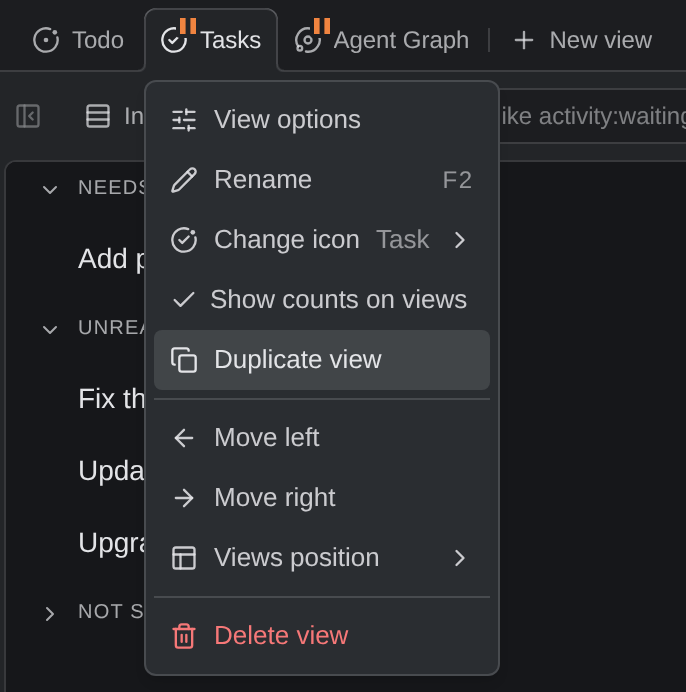 Todo
Tasks
Agent Graph
New view
In
like activity:waiting
NEEDS
Add
UNREA
Fix th
Upda
Upgra
NOT S
View options
Rename F2
Change icon Task
Show counts on views
Duplicate view
Move left
Move right
Views position
Delete view